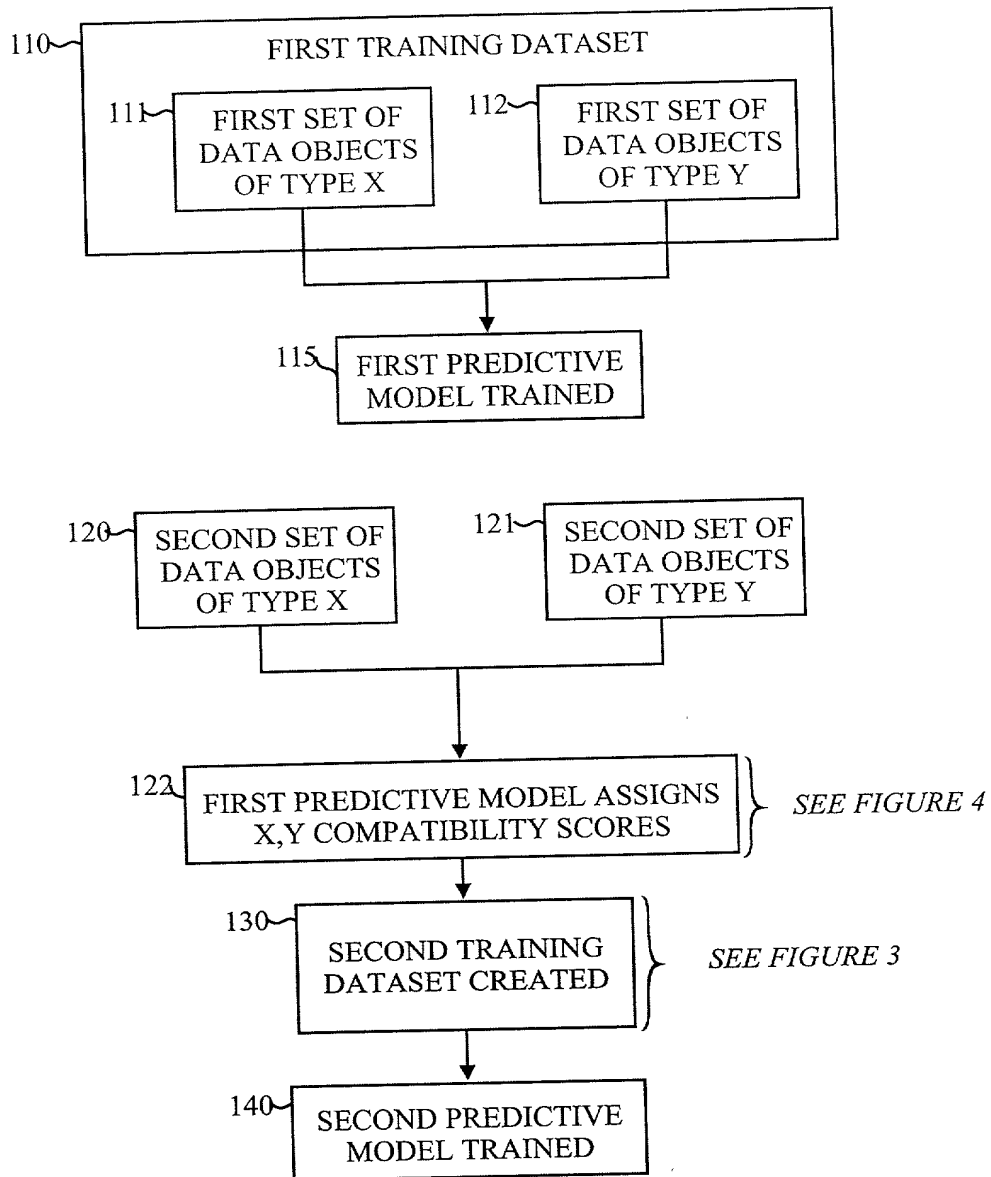 110
FIRST TRAINING DATASET
111
FIRST SET OF
DATA OBJECTS
OF TYPE X
112
FIRST SET OF
DATA OBJECTS
OF TYPE Y
115
FIRST PREDICTIVE
MODEL TRAINED
120
SECOND SET OF
DATA OBJECTS
OF TYPE X
121
SECOND SET OF
DATA OBJECTS
OF TYPE Y
122
FIRST PREDICTIVE MODEL ASSIGNS
X,Y COMPATIBILITY SCORES
SEE FIGURE 4
130
SECOND TRAINING
DATASET CREATED
SEE FIGURE 3
140
SECOND PREDICTIVE
MODEL TRAINED